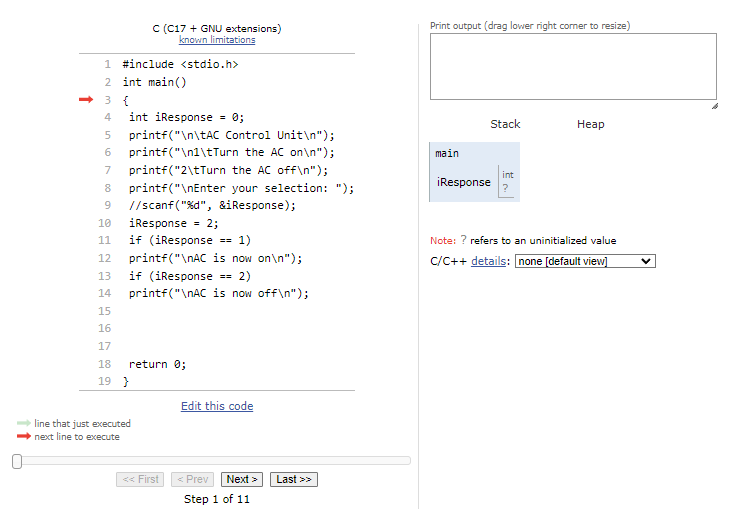 C (C17 + GNU extensions)
known limitations
1 #include <stdio.h>
2 int main()
3 {
4 int iResponse = 0;
5 printf("\n\tAC Control Unit\n");
6 printf("\n1\tTurn the AC on\n");
7 printf("2\tTurn the AC off\n");
8 printf("\nEnter your selection: ");
9 //scanf("%d", &iResponse);
10 iResponse = 2;
11 if (iResponse == 1)
12 printf("\nAC is now on\n");
13 if (iResponse == 2)
14 printf("\nAC is now off\n");
15
16
17
18 return 0;
19 }
Edit this code
line that just executed
next line to execute
<< First < Prev Next > Last >>
Step 1 of 11
Print output (drag lower right corner to resize)
Stack Heap
main
iResponse int
?
Note: ? refers to an uninitialized value
C/C++ details: none [default view]